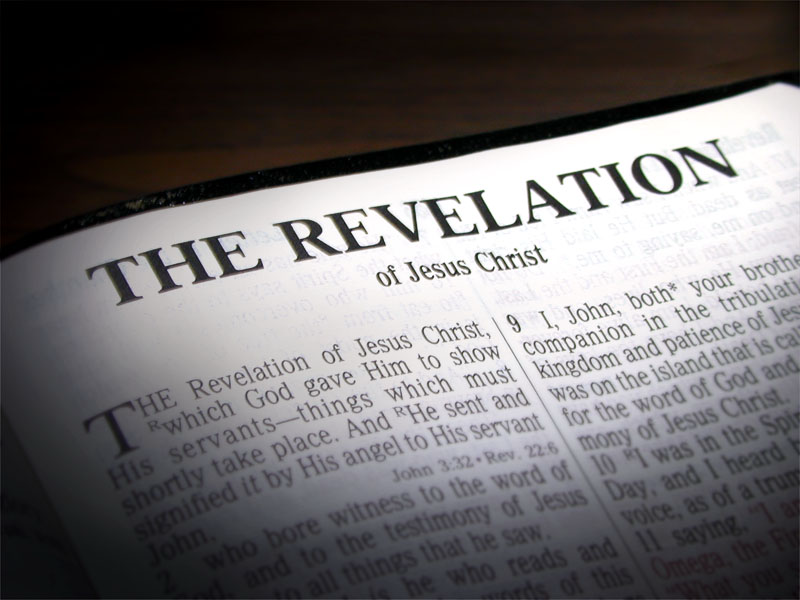 THE REVELATION
of Jesus Christ
THE Revelation of Jesus Christ,
Rwhich God gave Him to show
His servants—things which must
shortly take place. And RHe sent and
signified it by His angel to His servant
John,
John 3:32 • Rev. 22:6
2 who bore witness to the word of
God, and to the testimony of Jesus
to all things that he saw.
is he who reads and
words of this
9 I, John, both* your brothe
companion in the tribulati
kingdom and patience of Jes
was on the island that is cal
for the word of God and
mony of Jesus Christ.
10 RI was in the Spir
Day, and I heard b
voice, as of a trum
11 saying, "I a
Omega, the Fir
"What you s